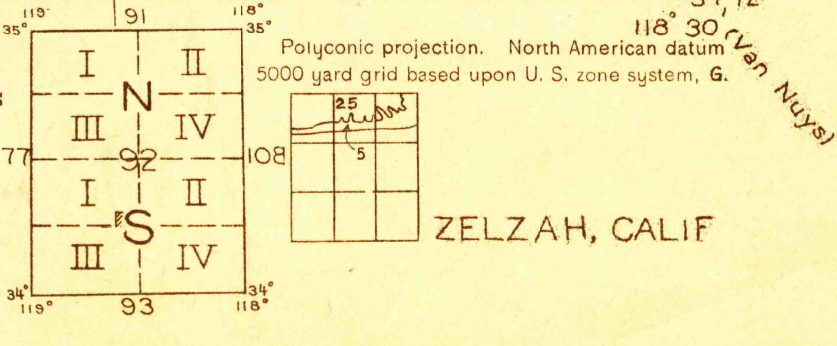 119° 91 118°
35° 35°
I II
N
III IV
77 92 108
I II
S
III IV
34° 34°
119° 93 118°
118° 30'
(Van Nuys)
Polyconic projection. North American datum
5000 yard grid based upon U. S. zone system, G.
25
5
ZELZAH, CALIF